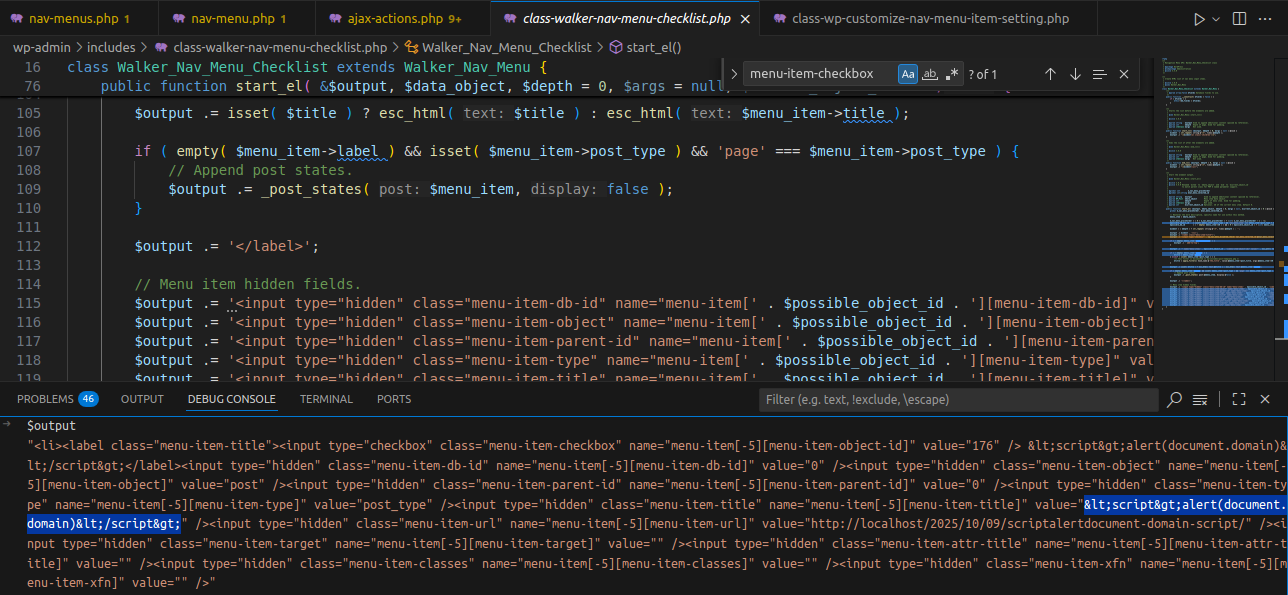 nav-menus.php 1
nav-menu.php 1
ajax-actions.php 9+
class-walker-nav-menu-checklist.php
class-wp-customize-nav-menu-item-setting.php
wp-admin > includes > class-walker-nav-menu-checklist.php > Walker_Nav_Menu_Checklist > start_el()
menu-item-checkbox Aa ab .* ? of 1
16 class Walker_Nav_Menu_Checklist extends Walker_Nav_Menu {
76 public function start_el( &$output, $data_object, $depth = 0, $args = null
105 $output .= isset( $title ) ? esc_html( text: $title ) : esc_html( text: $menu_item->title );
106
107 if ( empty( $menu_item->label ) && isset( $menu_item->post_type ) && 'page' === $menu_item->post_type ) {
108 // Append post states.
109 $output .= _post_states( post: $menu_item, display: false );
110 }
111
112 $output .= '</label>';
113
114 // Menu item hidden fields.
115 $output .= '<input type="hidden" class="menu-item-db-id" name="menu-item[' . $possible_object_id . '][menu-item-db-id]" v
116 $output .= '<input type="hidden" class="menu-item-object" name="menu-item[' . $possible_object_id . '][menu-item-object]"
117 $output .= '<input type="hidden" class="menu-item-parent-id" name="menu-item[' . $possible_object_id . '][menu-item-paren
118 $output .= '<input type="hidden" class="menu-item-type" name="menu-item[' . $possible_object_id . '][menu-item-type]" val
119 $output .= '<input type="hidden" class="menu-item-title" name="menu-item[' . $possible_object_id . '][menu-item-title]" v
PROBLEMS 46 OUTPUT DEBUG CONSOLE TERMINAL PORTS
Filter (e.g. text, !exclude, \escape)
$output
"<li><label class="menu-item-title"><input type="checkbox" class="menu-item-checkbox" name="menu-item[-5][menu-item-object-id]" value="176" /> &lt;script&gt;alert(document.domain)&
lt;/script&gt;</label><input type="hidden" class="menu-item-db-id" name="menu-item[-5][menu-item-db-id]" value="0" /><input type="hidden" class="menu-item-object" name="menu-item[-
5][menu-item-object]" value="post" /><input type="hidden" class="menu-item-parent-id" name="menu-item[-5][menu-item-parent-id]" value="0" /><input type="hidden" class="menu-item-ty
pe" name="menu-item[-5][menu-item-type]" value="post_type" /><input type="hidden" class="menu-item-title" name="menu-item[-5][menu-item-title]" value="&lt;script&gt;alert(document.
domain)&lt;/script&gt;" /><input type="hidden" class="menu-item-url" name="menu-item[-5][menu-item-url]" value="http://localhost/2025/10/09/scriptalertdocument-domain-script/" /><i
nput type="hidden" class="menu-item-target" name="menu-item[-5][menu-item-target]" value="" /><input type="hidden" class="menu-item-attr-title" name="menu-item[-5][menu-item-attr-t
itle]" value="" /><input type="hidden" class="menu-item-classes" name="menu-item[-5][menu-item-classes]" value="" /><input type="hidden" class="menu-item-xfn" name="menu-item[-5][m
enu-item-xfn]" value="" />"